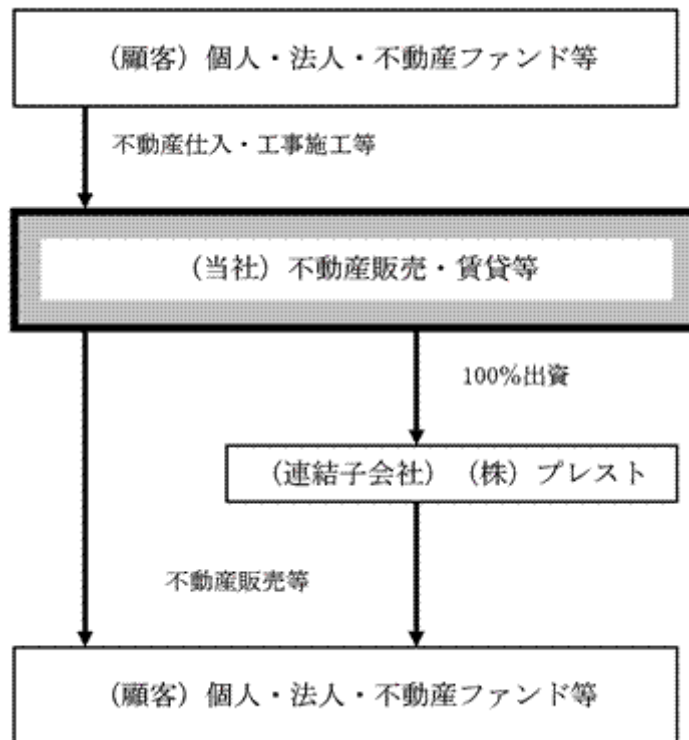 （顧客）個人・法人・不動産ファンド等
不動産仕入・工事施工等
（当社）不動産販売・賃貸等
100％出資
（連結子会社）（株）プレスト
不動産販売等
（顧客）個人・法人・不動産ファンド等